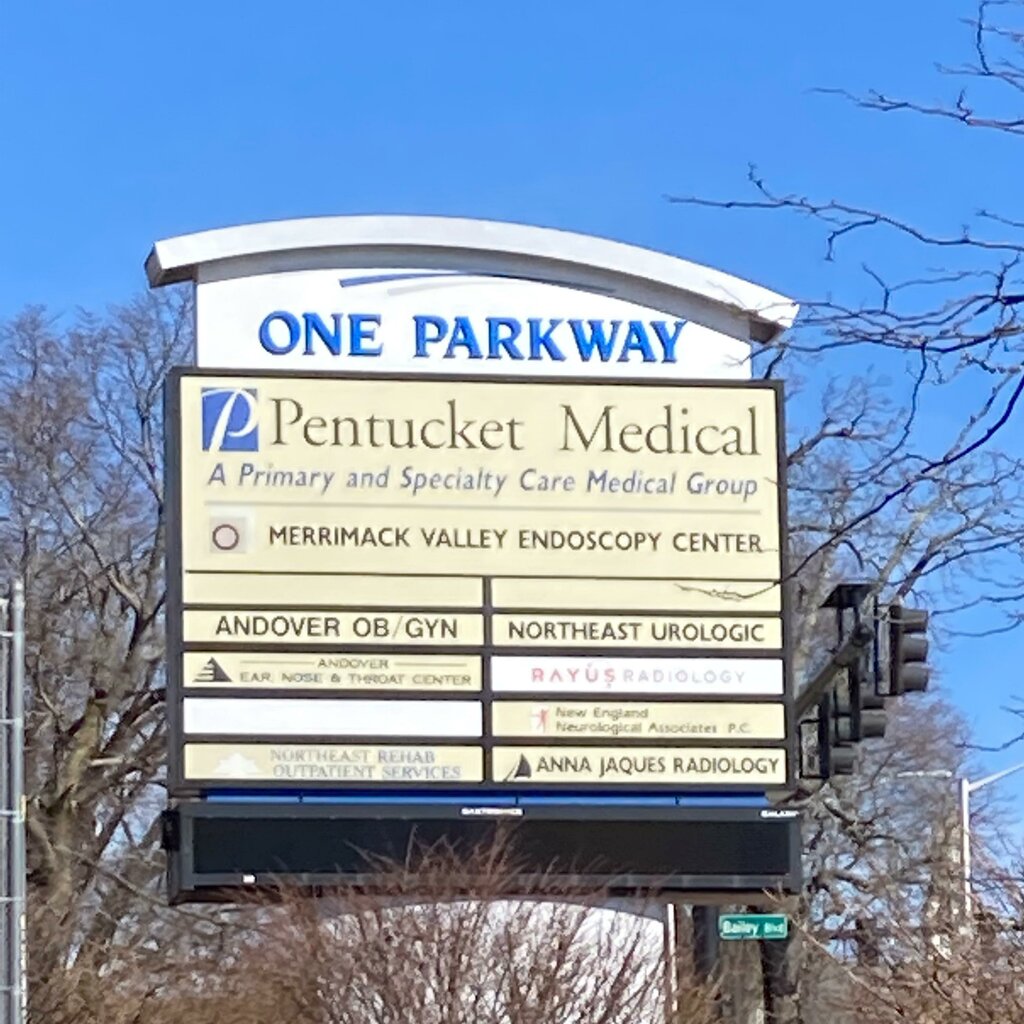 ONE PARKWAY
P Pentucket Medical
A Primary and Specialty Care Medical Group
MERRIMACK VALLEY ENDOSCOPY CENTER
ANDOVER OB/GYN
NORTHEAST UROLOGIC
ANDOVER
EAR, NOSE & THROAT CENTER
RAYUS RADIOLOGY
New England
Neurological Associates P.C.
NORTHEAST REHAB
OUTPATIENT SERVICES
ANNA JAQUES RADIOLOGY
DAKTRONICS
GALAXY
Bailey Blvd